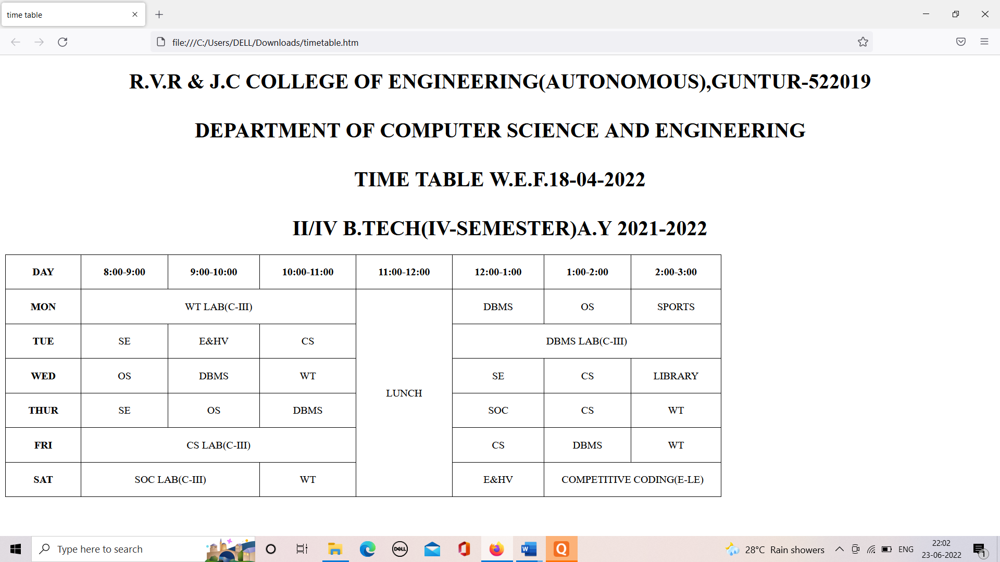 time table
file:///C:/Users/DELL/Downloads/timetable.htm
R.V.R & J.C COLLEGE OF ENGINEERING(AUTONOMOUS),GUNTUR-522019
DEPARTMENT OF COMPUTER SCIENCE AND ENGINEERING
TIME TABLE W.E.F.18-04-2022
II/IV B.TECH(IV-SEMESTER)A.Y 2021-2022
DAY 8:00-9:00 9:00-10:00 10:00-11:00 11:00-12:00 12:00-1:00 1:00-2:00 2:00-3:00
MON WT LAB(C-III) DBMS OS SPORTS
TUE SE E&HV CS DBMS LAB(C-III)
WED OS DBMS WT SE CS LIBRARY
LUNCH
THUR SE OS DBMS SOC CS WT
FRI CS LAB(C-III) CS DBMS WT
SAT SOC LAB(C-III) WT E&HV COMPETITIVE CODING(E-LE)
Type here to search
DELL
W
Q
28°C Rain showers
ENG
22:02
23-06-2022
1